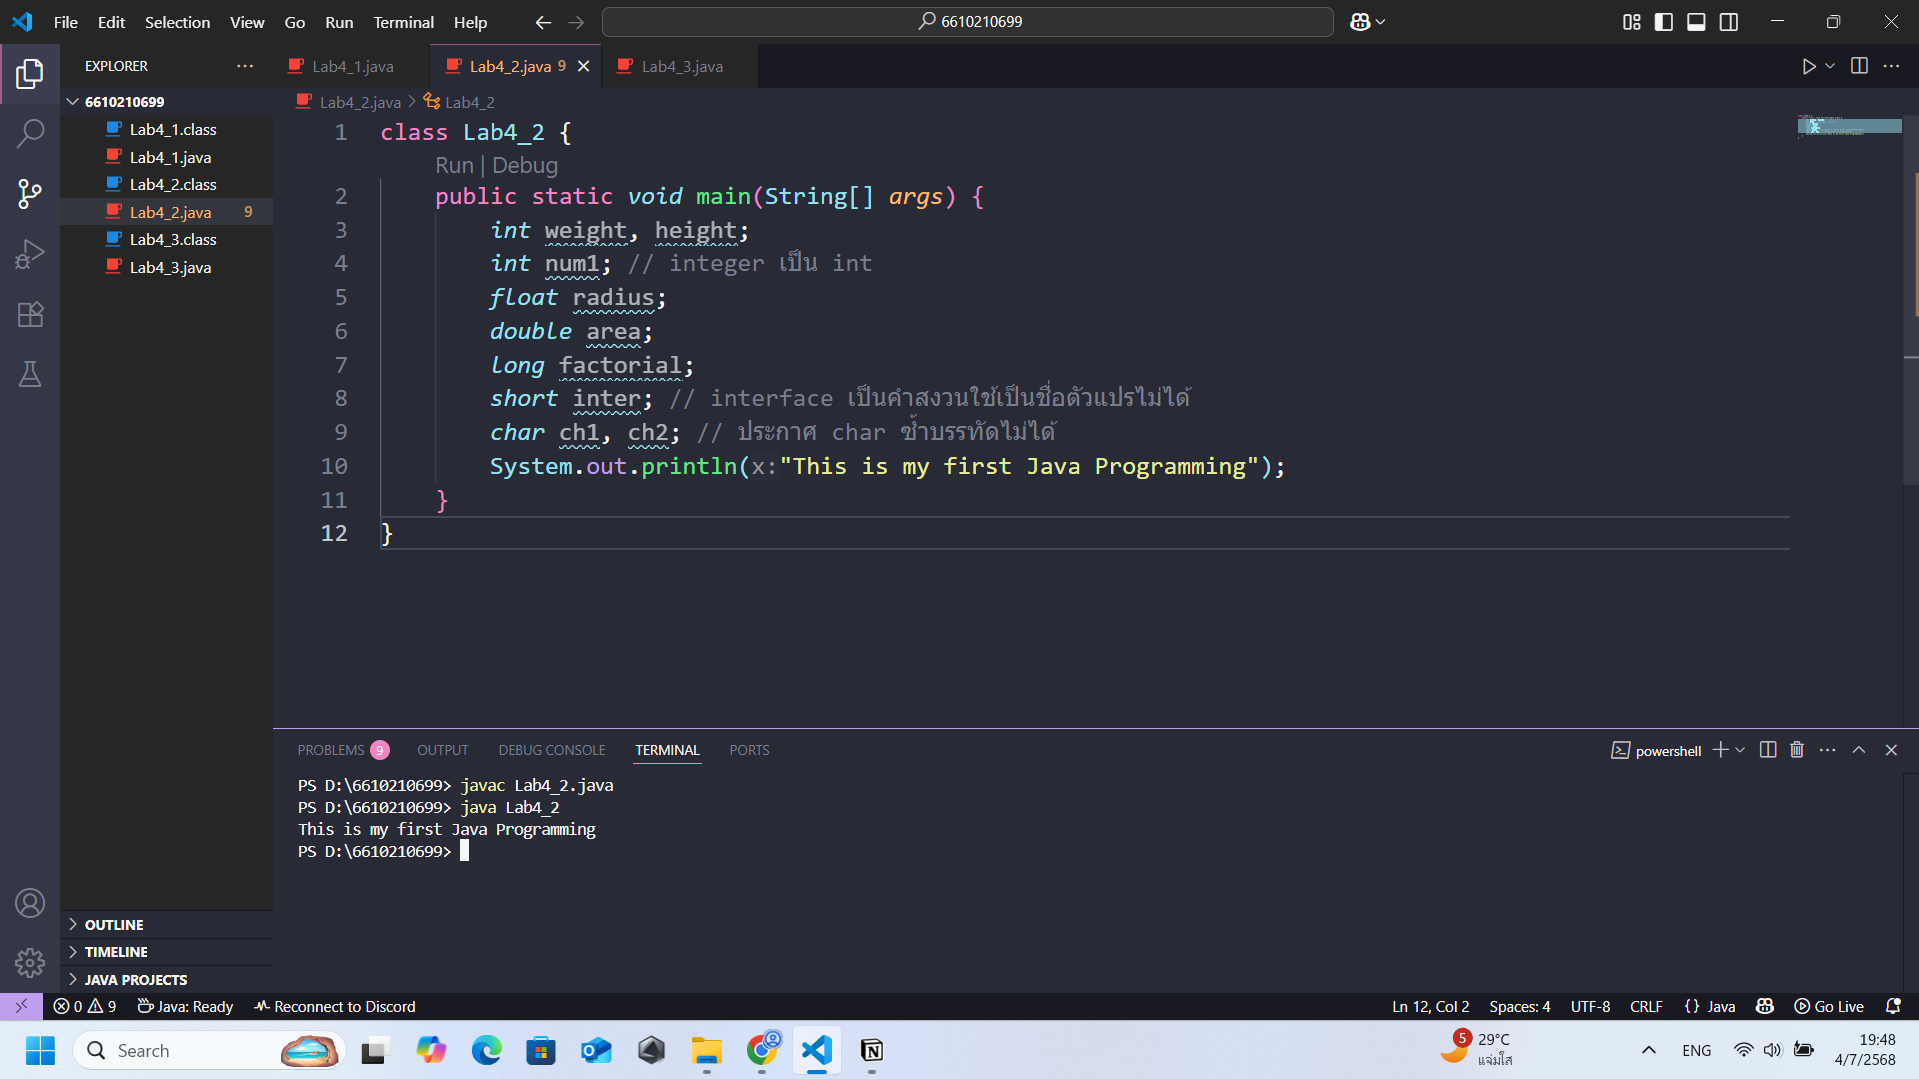 File Edit Selection View Go Run Terminal Help
6610210699
EXPLORER
6610210699
Lab4_1.class
Lab4_1.java
Lab4_2.class
Lab4_2.java 9
Lab4_3.class
Lab4_3.java
OUTLINE
TIMELINE
JAVA PROJECTS
Lab4_1.java Lab4_2.java 9 Lab4_3.java
Lab4_2.java > Lab4_2
1 class Lab4_2 {
Run | Debug
2 public static void main(String[] args) {
3 int weight, height;
4 int num1; // integer เป็น int
5 float radius;
6 double area;
7 long factorial;
8 short inter; // interface เป็นคำสงวนใช้เป็นชื่อตัวแปรไม่ได้
9 char ch1, ch2; // ประกาศ char ซ้ำบรรทัดไม่ได้
10 System.out.println(x:"This is my first Java Programming");
11 }
12 }
PROBLEMS 9 OUTPUT DEBUG CONSOLE TERMINAL PORTS
powershell
PS D:\6610210699> javac Lab4_2.java
PS D:\6610210699> java Lab4_2
This is my first Java Programming
PS D:\6610210699>
0 9 Java: Ready Reconnect to Discord
Ln 12, Col 2 Spaces: 4 UTF-8 CRLF {} Java Go Live
Search
5 29°C
แจ่มใส
ENG
19:48
4/7/2568